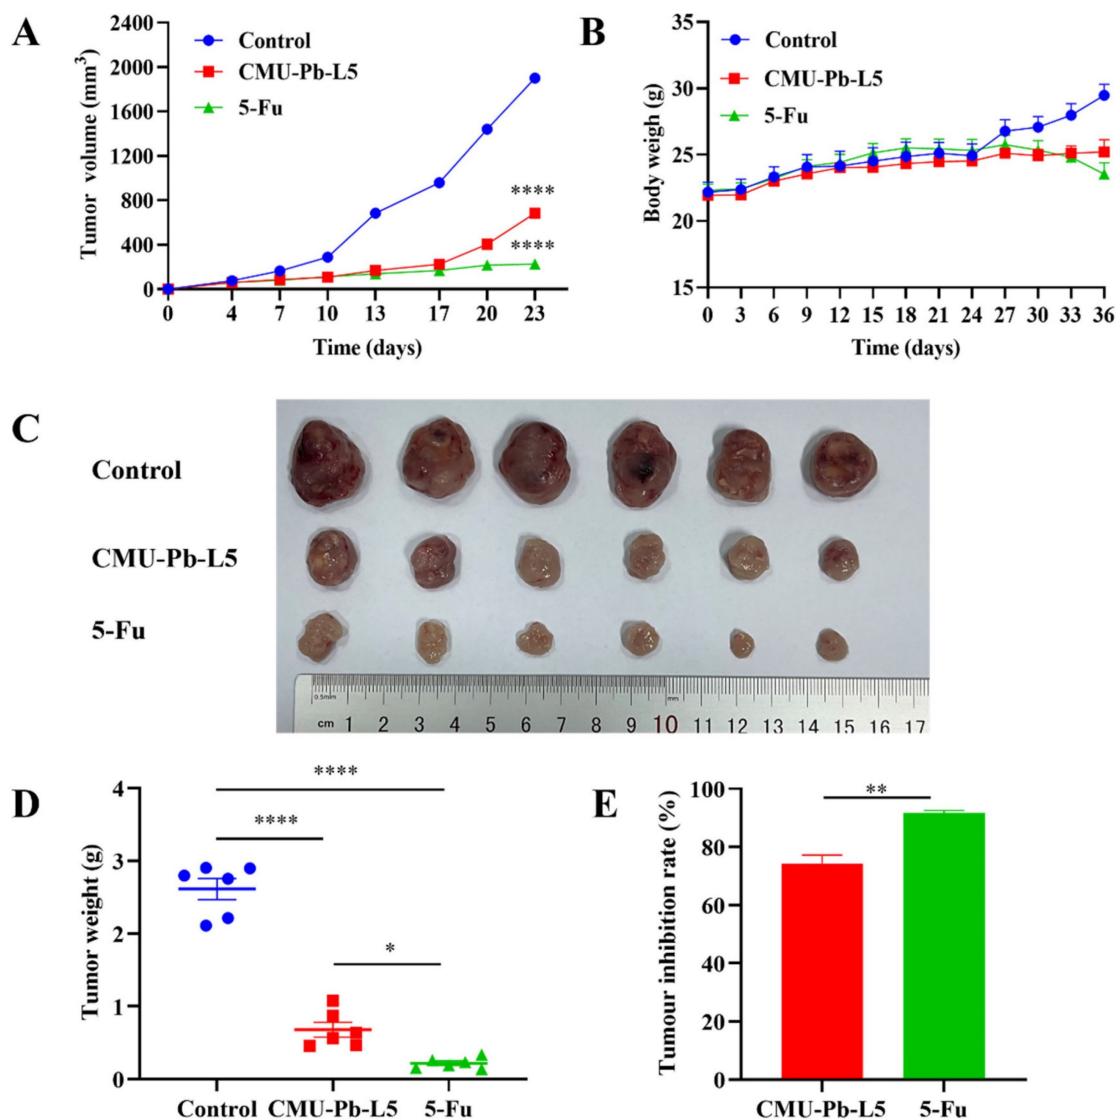 A
Tumor volume (mm³)
2400
2000
1600
1200
800
400
0
Control
CMU-Pb-L5
5-Fu
****
****
0 4 7 10 13 17 20 23
Time (days)
B
Body weigh (g)
35
30
25
20
15
Control
CMU-Pb-L5
5-Fu
0 3 6 9 12 15 18 21 24 27 30 33 36
Time (days)
C
Control
CMU-Pb-L5
5-Fu
0.5mm
mm
cm 1 2 3 4 5 6 7 8 9 10 11 12 13 14 15 16 17
D
Tumor weight (g)
4
3
2
1
0
****
****
*
Control CMU-Pb-L5 5-Fu
E
Tumour inhibition rate (%)
100
80
60
40
20
0
**
CMU-Pb-L5 5-Fu